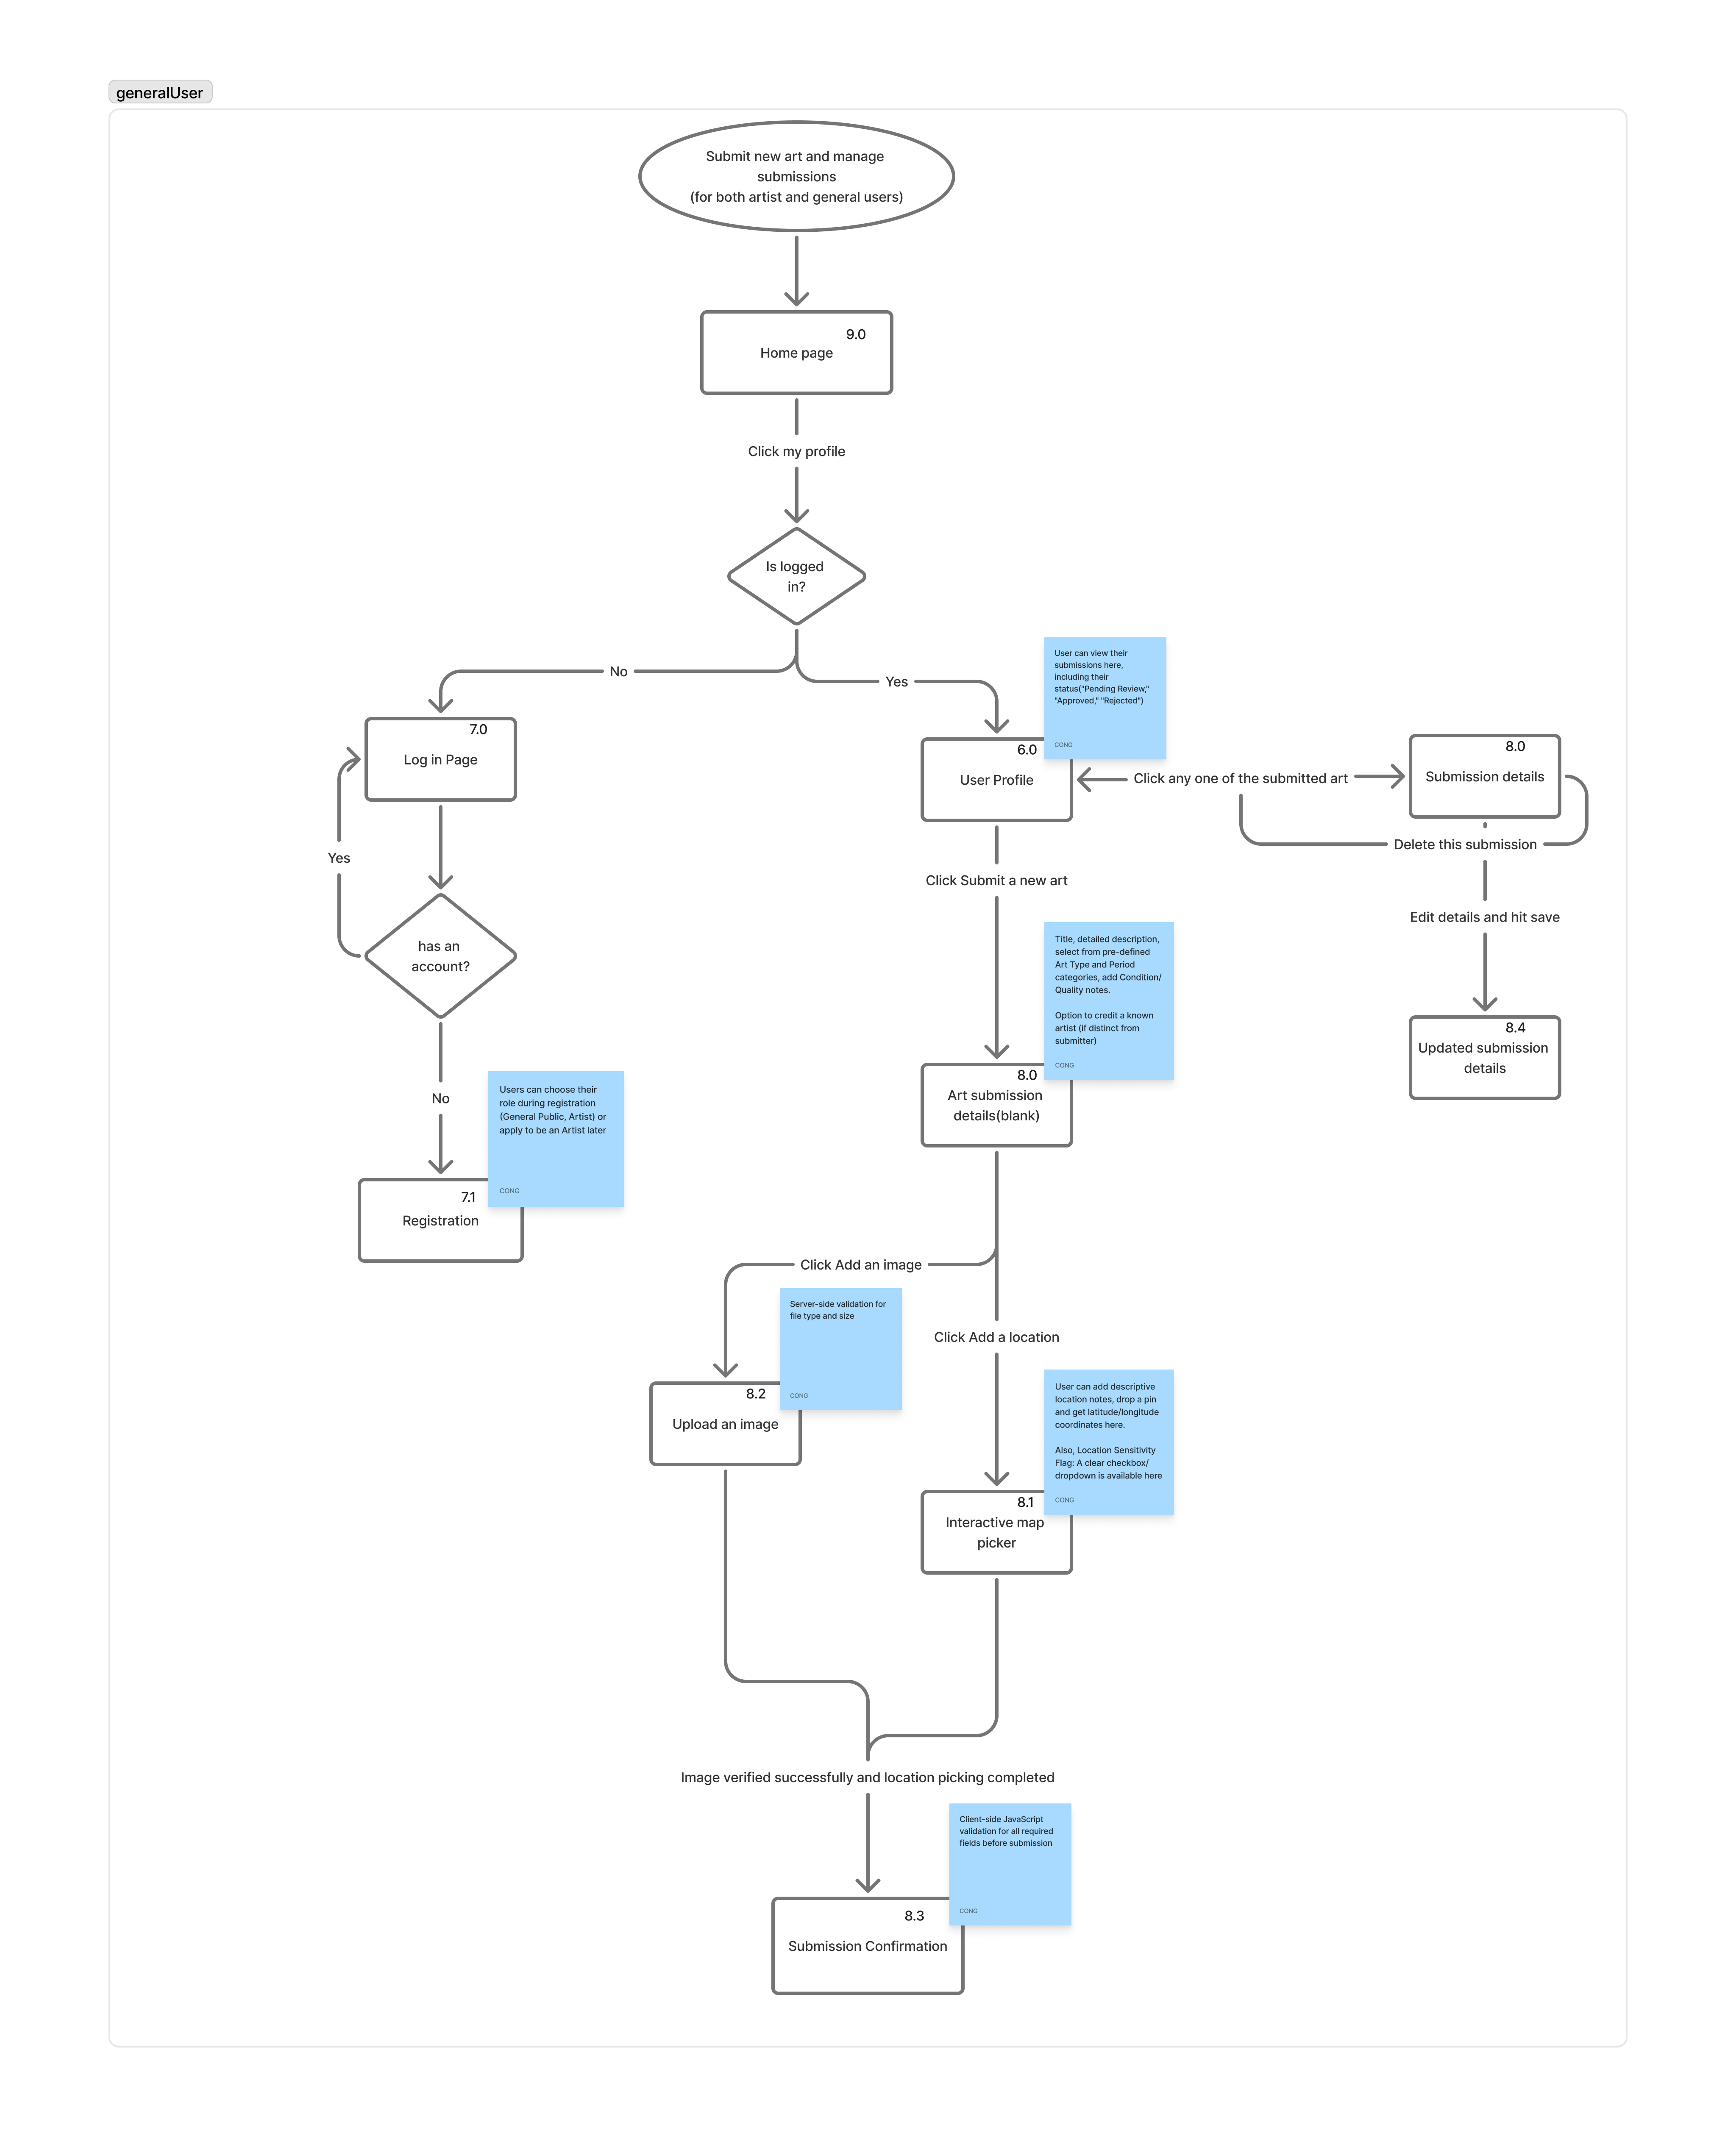 generalUser
Submit new art and manage
submissions
(for both artist and general users)
9.0
Home page
Click my profile
Is logged
in?
No
Yes
User can view their
submissions here,
including their
status("Pending Review,"
"Approved," "Rejected")
CONG
7.0
Log in Page
6.0
User Profile
Click any one of the submitted art
8.0
Submission details
Delete this submission
Yes
Click Submit a new art
Edit details and hit save
has an
account?
Title, detailed description,
select from pre-defined
Art Type and Period
categories, add Condition/
Quality notes.
Option to credit a known
artist (if distinct from
submitter)
CONG
8.4
Updated submission
details
8.0
Art submission
details(blank)
No
Users can choose their
role during registration
(General Public, Artist) or
apply to be an Artist later
CONG
7.1
Registration
Click Add an image
Server-side validation for
file type and size
CONG
Click Add a location
8.2
Upload an image
User can add descriptive
location notes, drop a pin
and get latitude/longitude
coordinates here.
Also, Location Sensitivity
Flag: A clear checkbox/
dropdown is available here
CONG
8.1
Interactive map
picker
Image verified successfully and location picking completed
Client-side JavaScript
validation for all required
fields before submission
CONG
8.3
Submission Confirmation